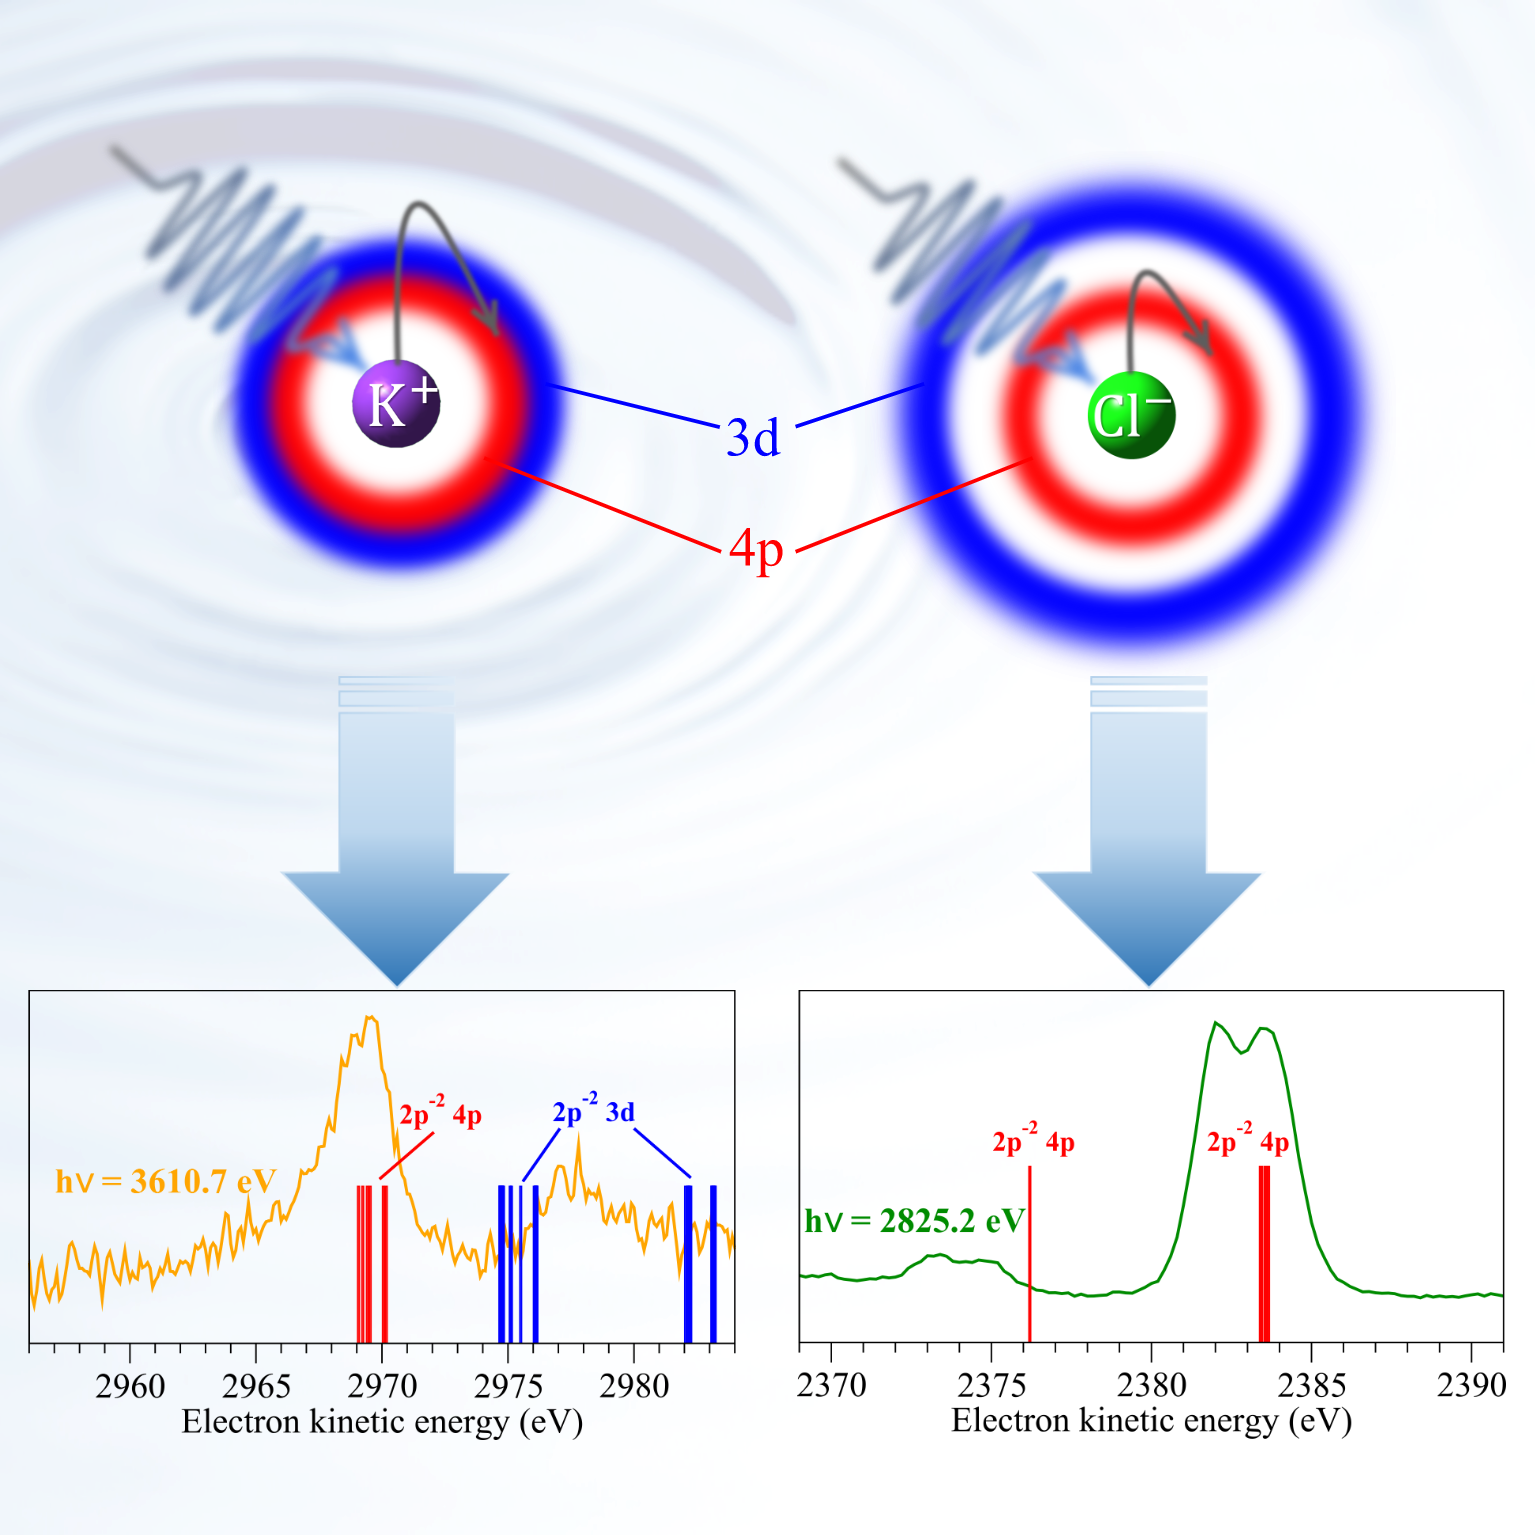 K+
Cl−
3d
4p
2p-2 4p
2p-2 3d
hν = 3610.7 eV
2960 2965 2970 2975 2980
Electron kinetic energy (eV)
2p-2 4p
2p-2 4p
hν = 2825.2 eV
2370 2375 2380 2385 2390
Electron kinetic energy (eV)